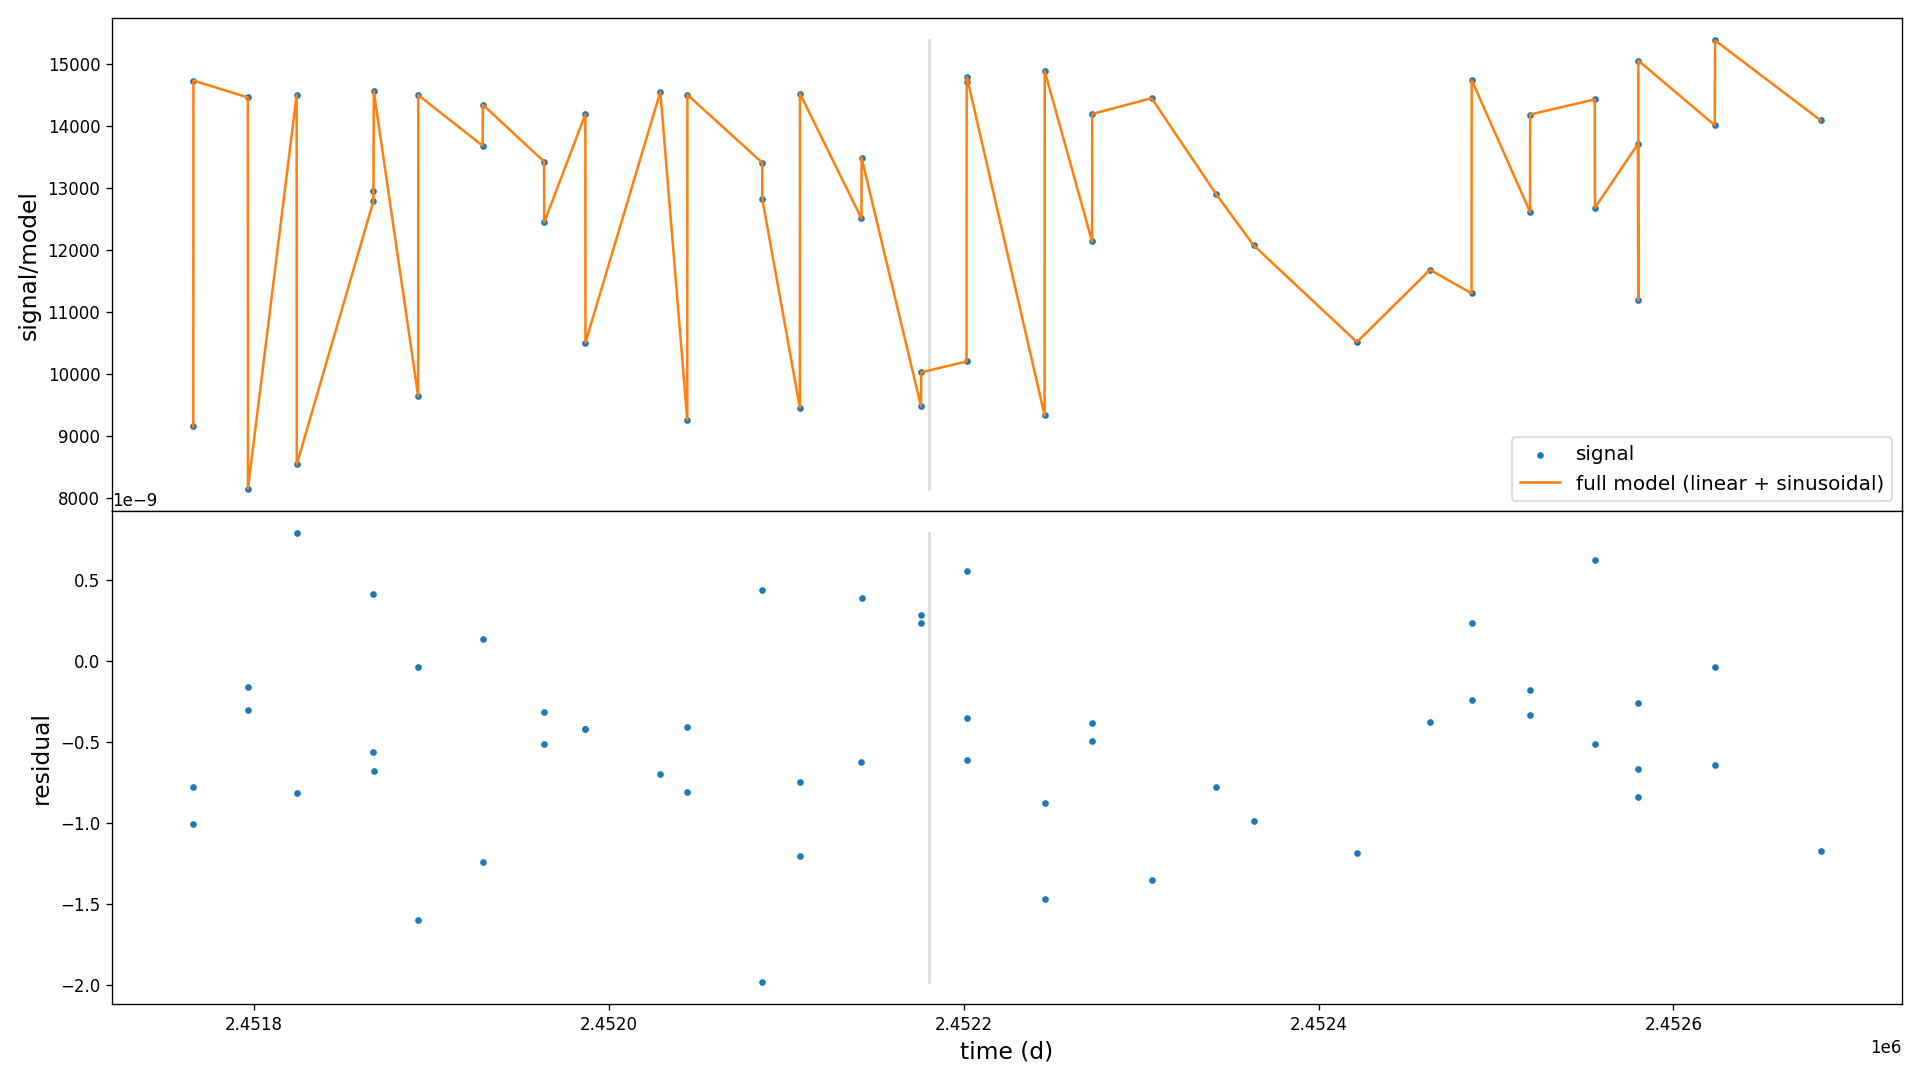 signal/model
15000
14000
13000
12000
11000
10000
9000
8000
signal
full model (linear + sinusoidal)
1e−9
residual
0.5
0.0
−0.5
−1.0
−1.5
−2.0
2.4518
2.4520
2.4522
2.4524
2.4526
1e6
time (d)